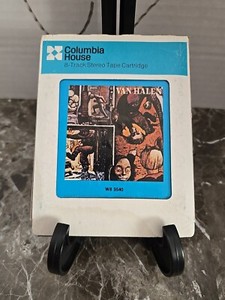 Columbia
House
8-Track Stereo Tape Cartridge
VAN HALEN